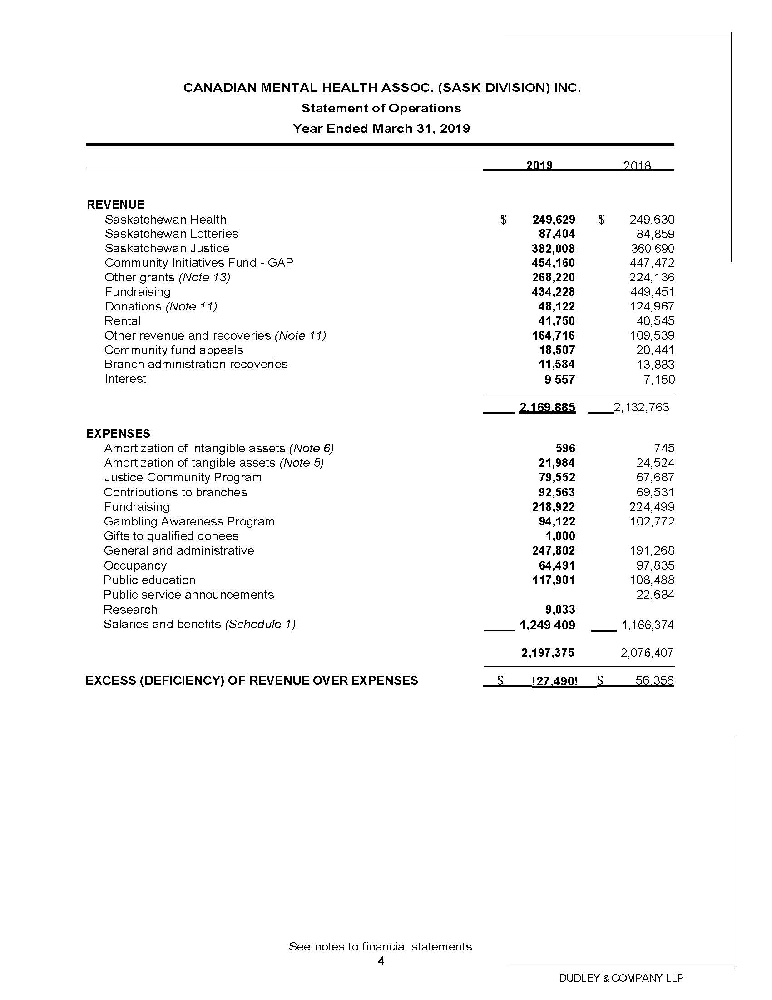 CANADIAN MENTAL HEALTH ASSOC. (SASK DIVISION) INC.
Statement of Operations
Year Ended March 31, 2019
2019 2018
REVENUE
Saskatchewan Health $ 249,629 $ 249,630
Saskatchewan Lotteries 87,404 84,859
Saskatchewan Justice 382,008 360,690
Community Initiatives Fund - GAP 454,160 447,472
Other grants (Note 13) 268,220 224,136
Fundraising 434,228 449,451
Donations (Note 11) 48,122 124,967
Rental 41,750 40,545
Other revenue and recoveries (Note 11) 164,716 109,539
Community fund appeals 18,507 20,441
Branch administration recoveries 11,584 13,883
Interest 9 557 7,150
2.169.885 2,132,763
EXPENSES
Amortization of intangible assets (Note 6) 596 745
Amortization of tangible assets (Note 5) 21,984 24,524
Justice Community Program 79,552 67,687
Contributions to branches 92,563 69,531
Fundraising 218,922 224,499
Gambling Awareness Program 94,122 102,772
Gifts to qualified donees 1,000
General and administrative 247,802 191,268
Occupancy 64,491 97,835
Public education 117,901 108,488
Public service announcements 22,684
Research 9,033
Salaries and benefits (Schedule 1) 1,249 409 1,166,374
2,197,375 2,076,407
EXCESS (DEFICIENCY) OF REVENUE OVER EXPENSES $ !27,490! $ 56,356
See notes to financial statements
4
DUDLEY & COMPANY LLP